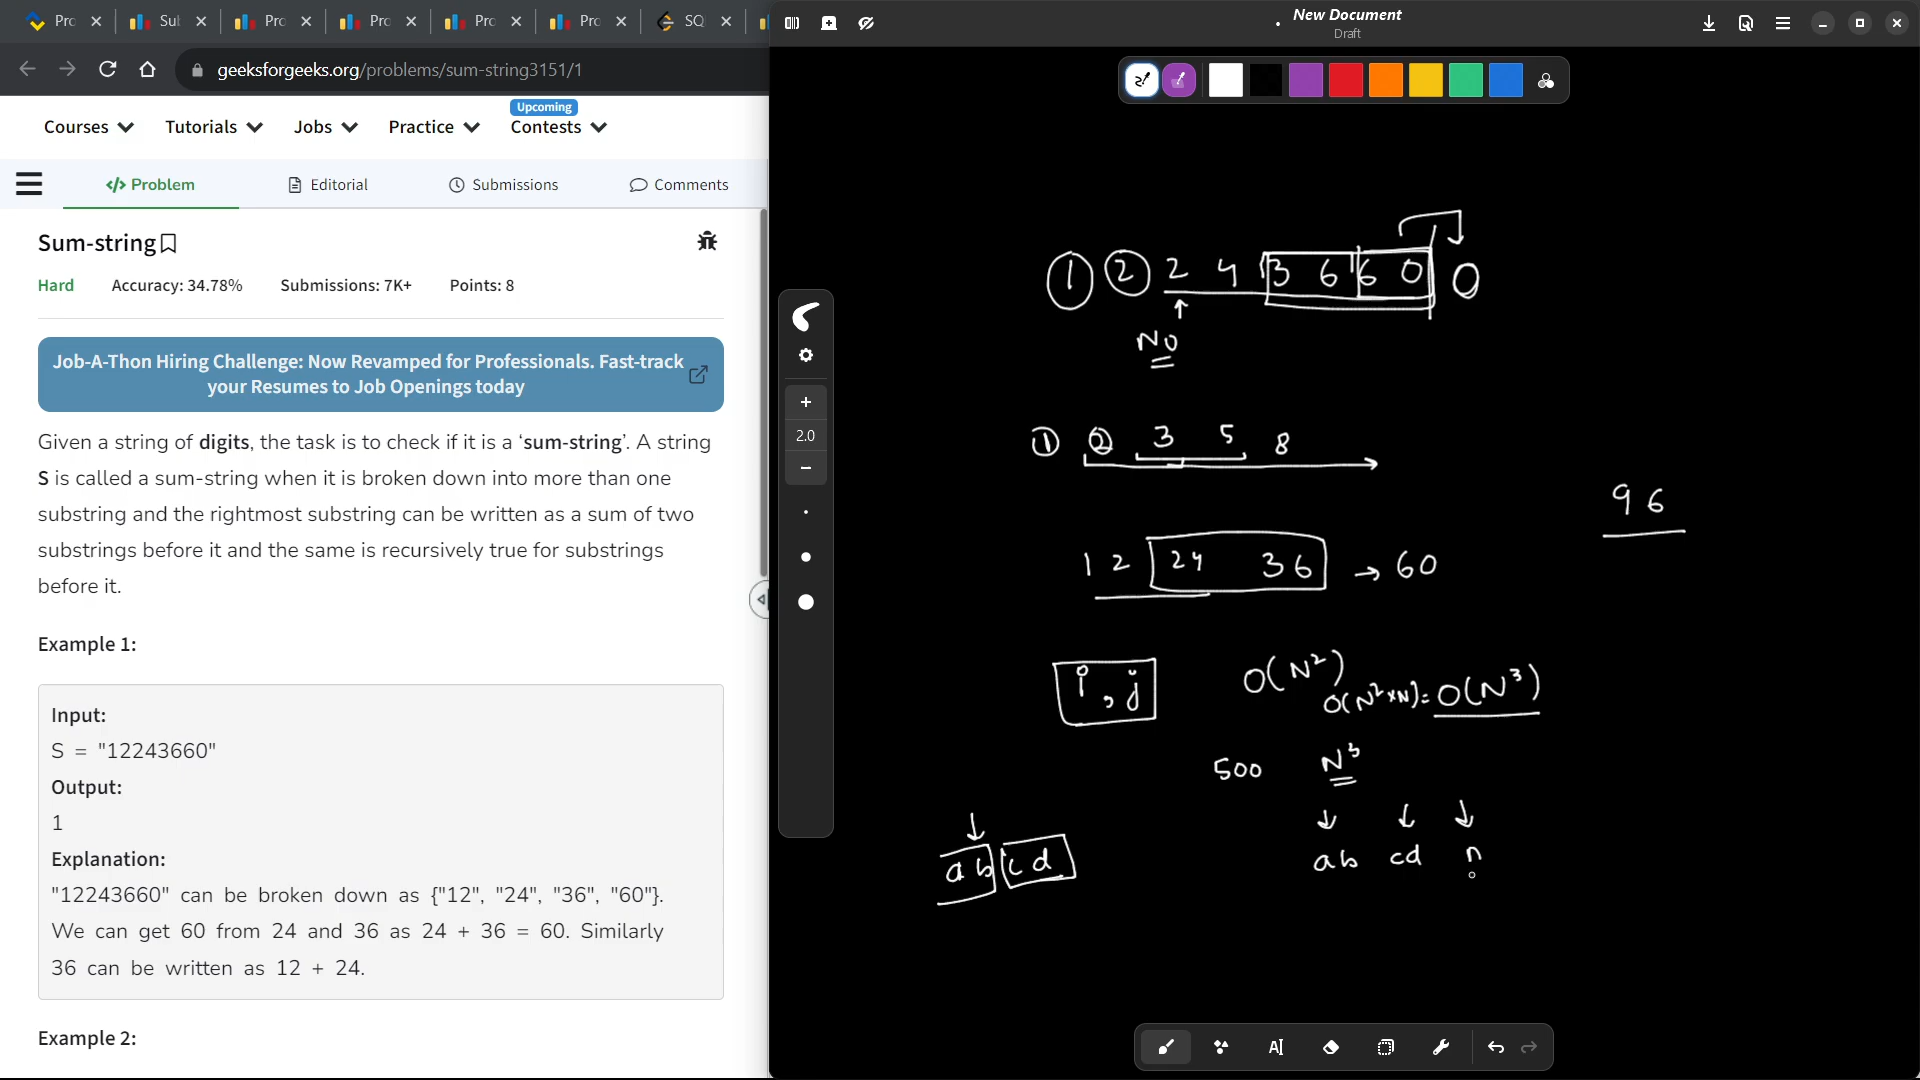 Pro
Sul
Pro
Pro
Pro
Pro
SQ
geeksforgeeks.org/problems/sum-string3151/1
Upcoming
Courses Tutorials Jobs Practice Contests
</> Problem Editorial Submissions Comments
Sum-string
Hard Accuracy: 34.78% Submissions: 7K+ Points: 8
Job-A-Thon Hiring Challenge: Now Revamped for Professionals. Fast-track
your Resumes to Job Openings today
Given a string of digits, the task is to check if it is a ‘sum-string’. A string
S is called a sum-string when it is broken down into more than one
substring and the rightmost substring can be written as a sum of two
substrings before it and the same is recursively true for substrings
before it.
Example 1:
Input:
S = "12243660"
Output:
1
Explanation:
"12243660" can be broken down as {"12", "24", "36", "60"}.
We can get 60 from 24 and 36 as 24 + 36 = 60. Similarly
36 can be written as 12 + 24.
Example 2:
New Document
Draft
+
2.0
−
1 2 2 4 3 6 6 0 0
NO
1 2 3 5 8
9 6
1 2 24 36 → 60
i, j
O(N²)
O(N²×N) = O(N³)
500 N³
ab cd
ab cd n
AI